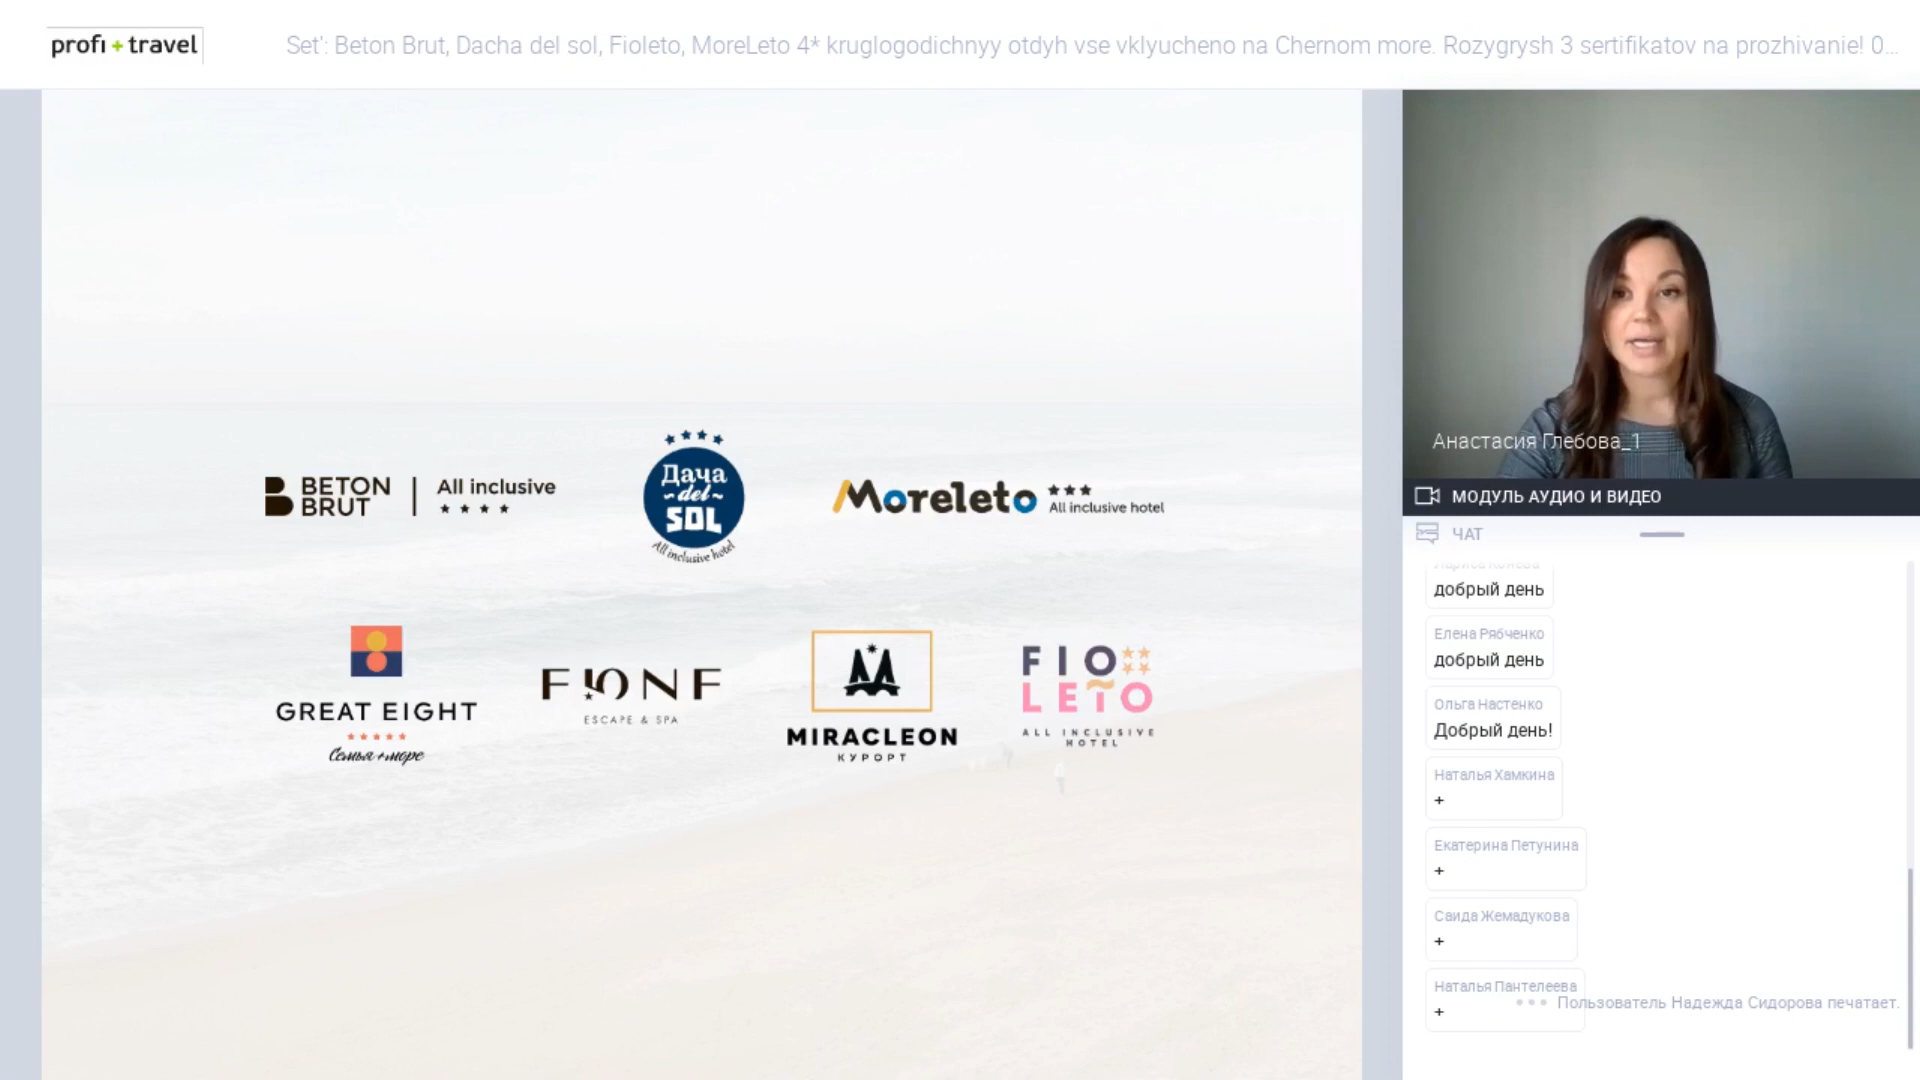 profi + travel
Set': Beton Brut, Dacha del sol, Fioleto, MoreLeto 4* kruglogodichnyy otdyh vse vklyucheno na Chernom more. Rozygrysh 3 sertifikatov na prozhivanie! 0...
BETON BRUT | All inclusive
Дача
~del~
SOL
All inclusive hotel
Moreleto
All inclusive hotel
GREAT EIGHT
Семья + море
FIONF
ESCAPE & SPA
MIRACLEON
КУРОРТ
FIO
LETO
ALL INCLUSIVE
HOTEL
Анастасия Глебова_1
МОДУЛЬ АУДИО И ВИДЕО
ЧАТ
Лариса Конева
добрый день
Елена Рябченко
добрый день
Ольга Настенко
Добрый день!
Наталья Хамкина
+
Екатерина Петунина
+
Саида Жемадукова
+
Наталья Пантелеева
+
Пользователь Надежда Сидорова печатает.